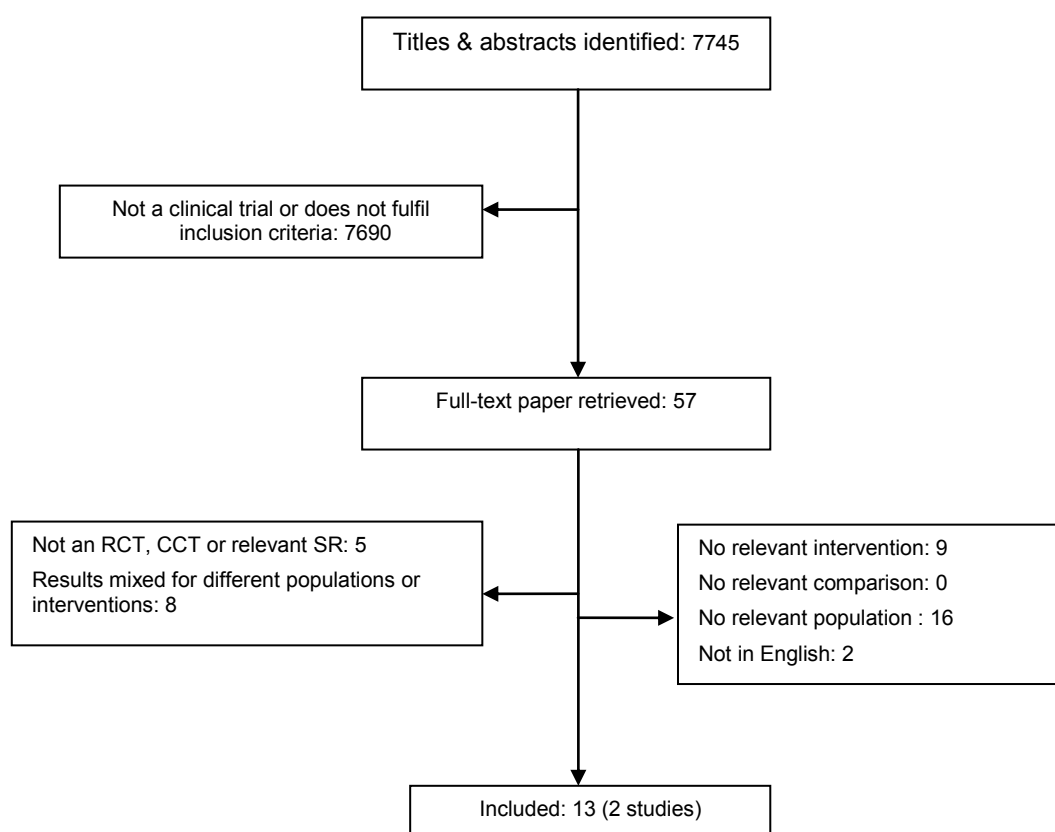 Titles & abstracts identified: 7745
Not a clinical trial or does not fulfil
inclusion criteria: 7690
Full-text paper retrieved: 57
Not an RCT, CCT or relevant SR: 5
Results mixed for different populations or
interventions: 8
No relevant intervention: 9
No relevant comparison: 0
No relevant population : 16
Not in English: 2
Included: 13 (2 studies)